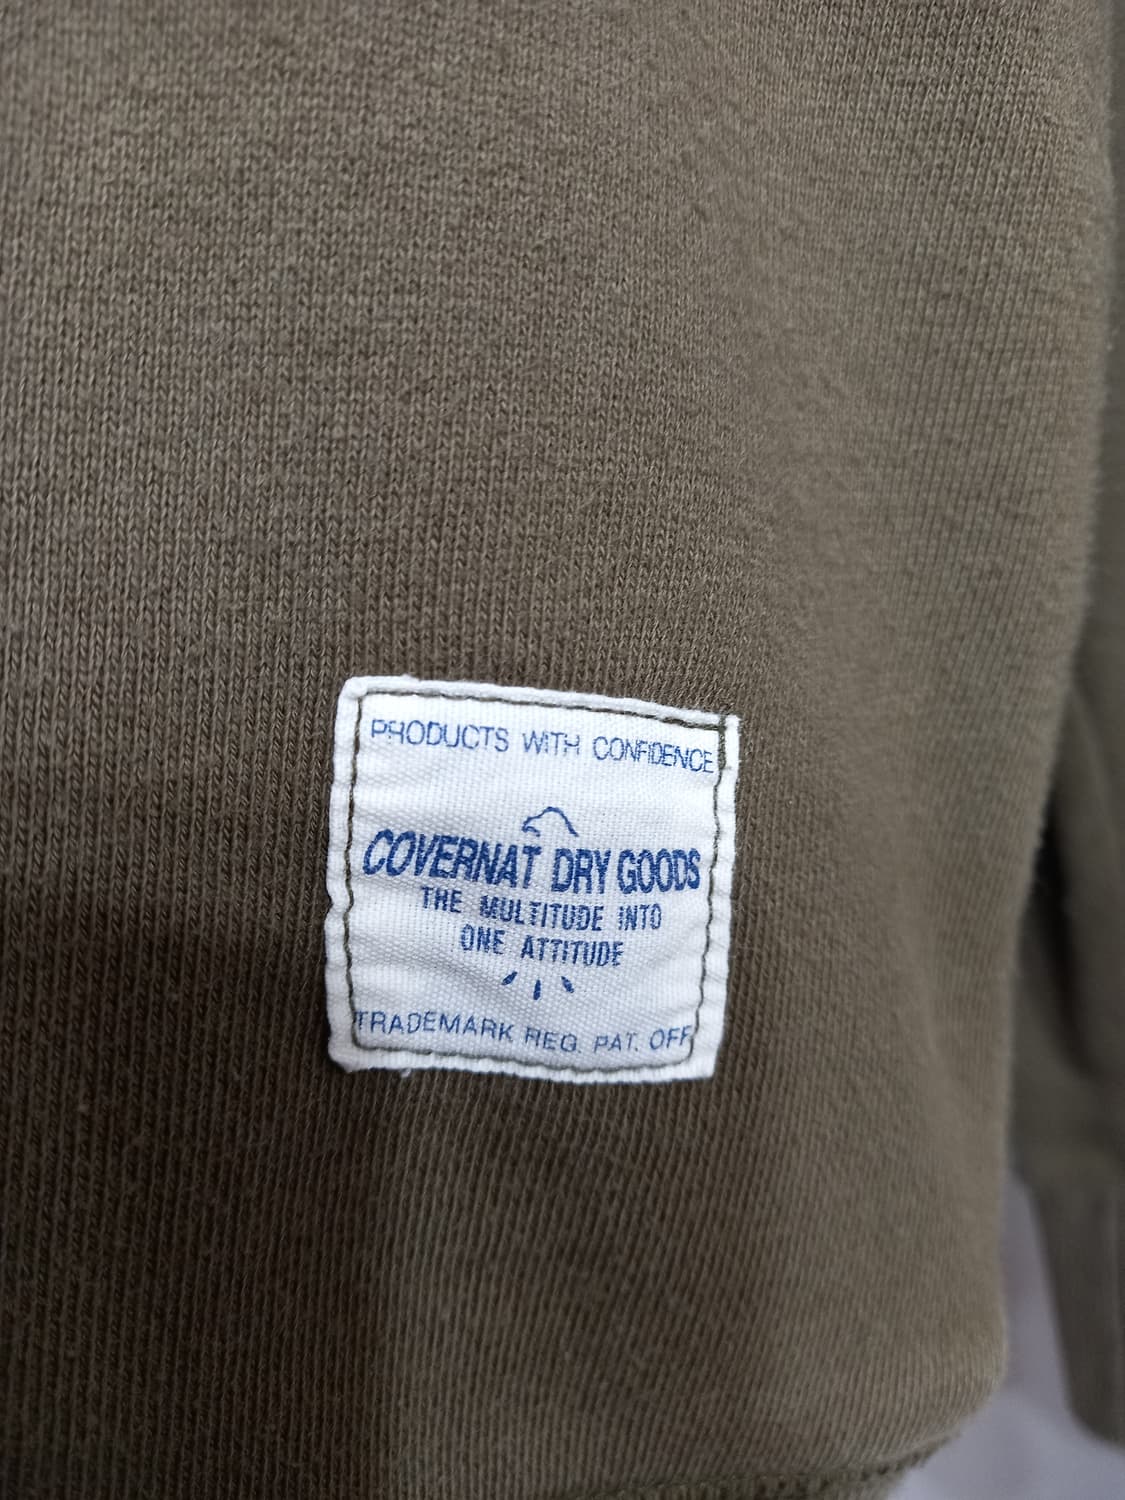 PRODUCTS WITH CONFIDENCE
COVERNAT DRY GOODS
THE MULTITUDE INTO
ONE ATTITUDE
TRADEMARK REG. PAT. OFF